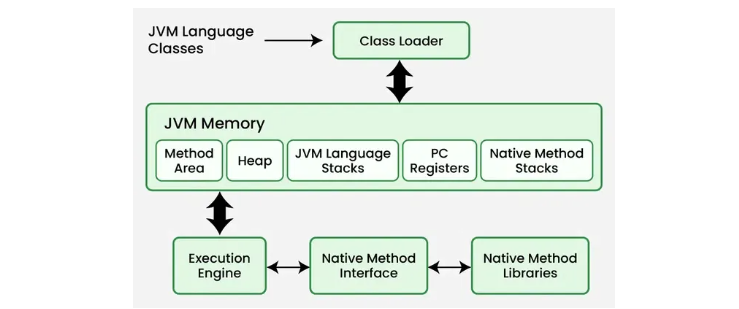 JVM Language
Classes
Class Loader
JVM Memory
Method
Area
Heap
JVM Language
Stacks
PC
Registers
Native Method
Stacks
Execution
Engine
Native Method
Interface
Native Method
Libraries